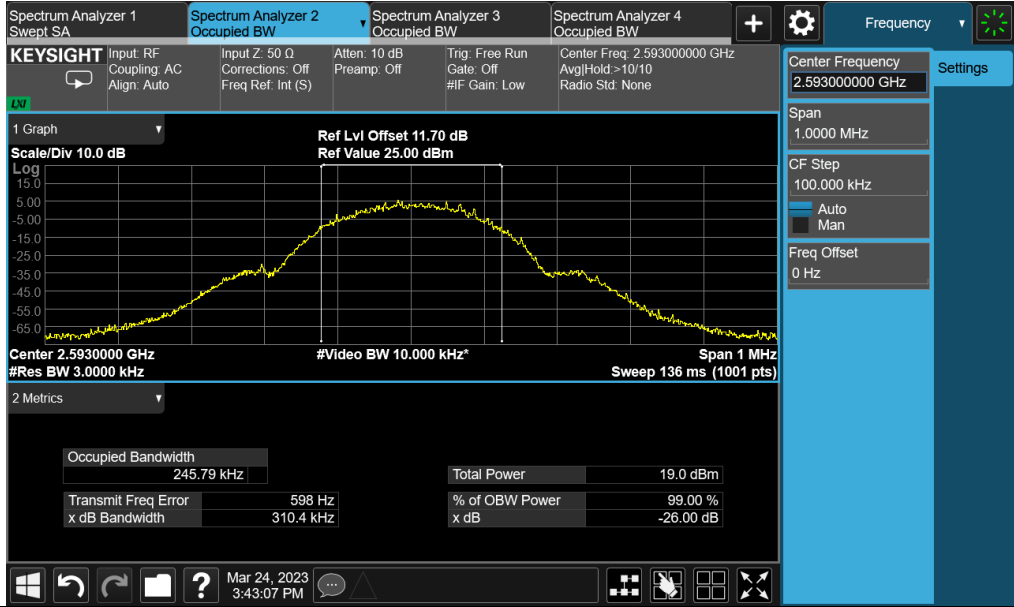 Spectrum Analyzer 1
Swept SA
Spectrum Analyzer 2
Occupied BW
Spectrum Analyzer 3
Occupied BW
Spectrum Analyzer 4
Occupied BW
Frequency
KEYSIGHT
LXI
Input: RF
Coupling: AC
Align: Auto
Input Z: 50 Ω
Corrections: Off
Freq Ref: Int (S)
Atten: 10 dB
Preamp: Off
Trig: Free Run
Gate: Off
#IF Gain: Low
Center Freq: 2.593000000 GHz
Avg|Hold:>10/10
Radio Std: None
Center Frequency
2.593000000 GHz
Settings
Span
1.0000 MHz
CF Step
100.000 kHz
Auto
Man
Freq Offset
0 Hz
1 Graph
Scale/Div 10.0 dB
Ref Lvl Offset 11.70 dB
Ref Value 25.00 dBm
Log
15.0
5.00
-5.00
-15.0
-25.0
-35.0
-45.0
-55.0
-65.0
Center 2.5930000 GHz
#Video BW 10.000 kHz*
Span 1 MHz
#Res BW 3.0000 kHz
Sweep 136 ms (1001 pts)
2 Metrics
Occupied Bandwidth
245.79 kHz
Total Power 19.0 dBm
Transmit Freq Error 598 Hz
% of OBW Power 99.00 %
x dB Bandwidth 310.4 kHz
x dB -26.00 dB
?
Mar 24, 2023
3:43:07 PM